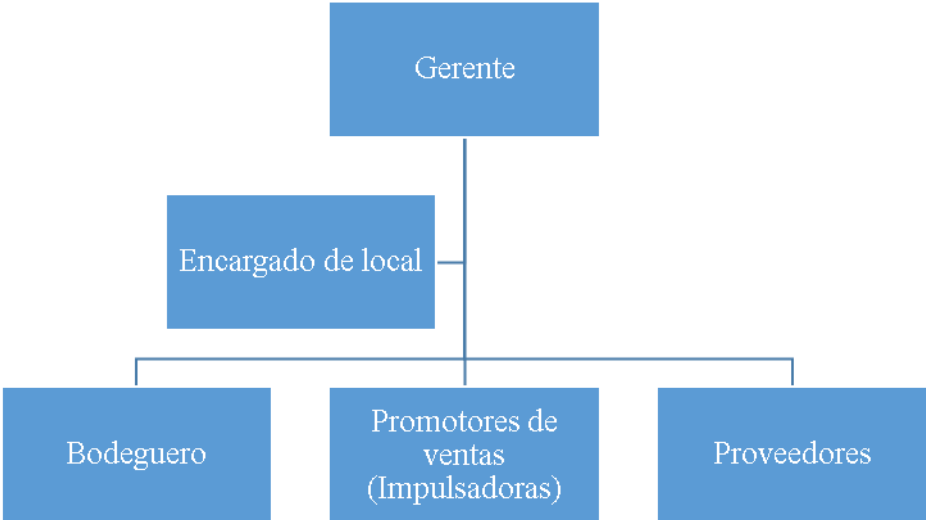 Gerente
Encargado de local
Bodeguero
Promotores de
ventas
(Impulsadoras)
Proveedores